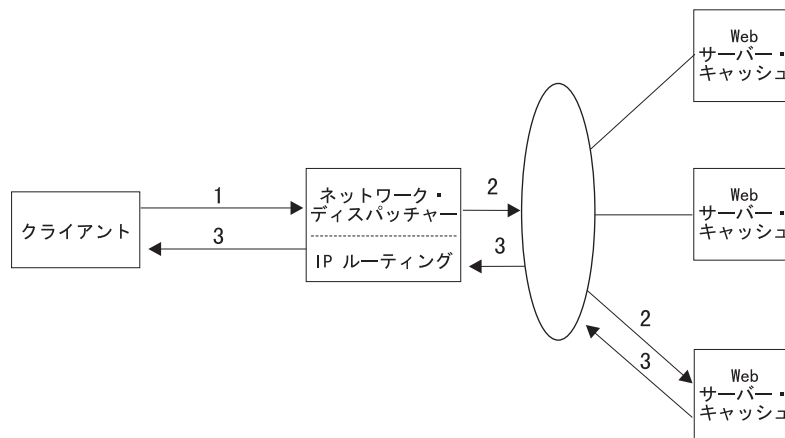 Web
サーバー・
キャッシュ
1
ネットワーク・
ディスパッチャー
2
Web
サーバー・
キャッシュ
クライアント
3
IP ルーティング
3
2
3
Web
サーバー・
キャッシュ